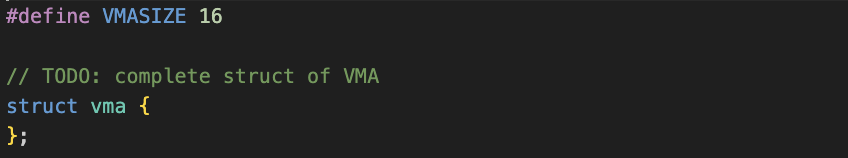 #define VMASIZE 16
// TODO: complete struct of VMA
struct vma {
};